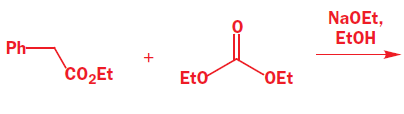 NaOEt,
EtOH
O
Ph
+
CO₂Et
EtO
OEt